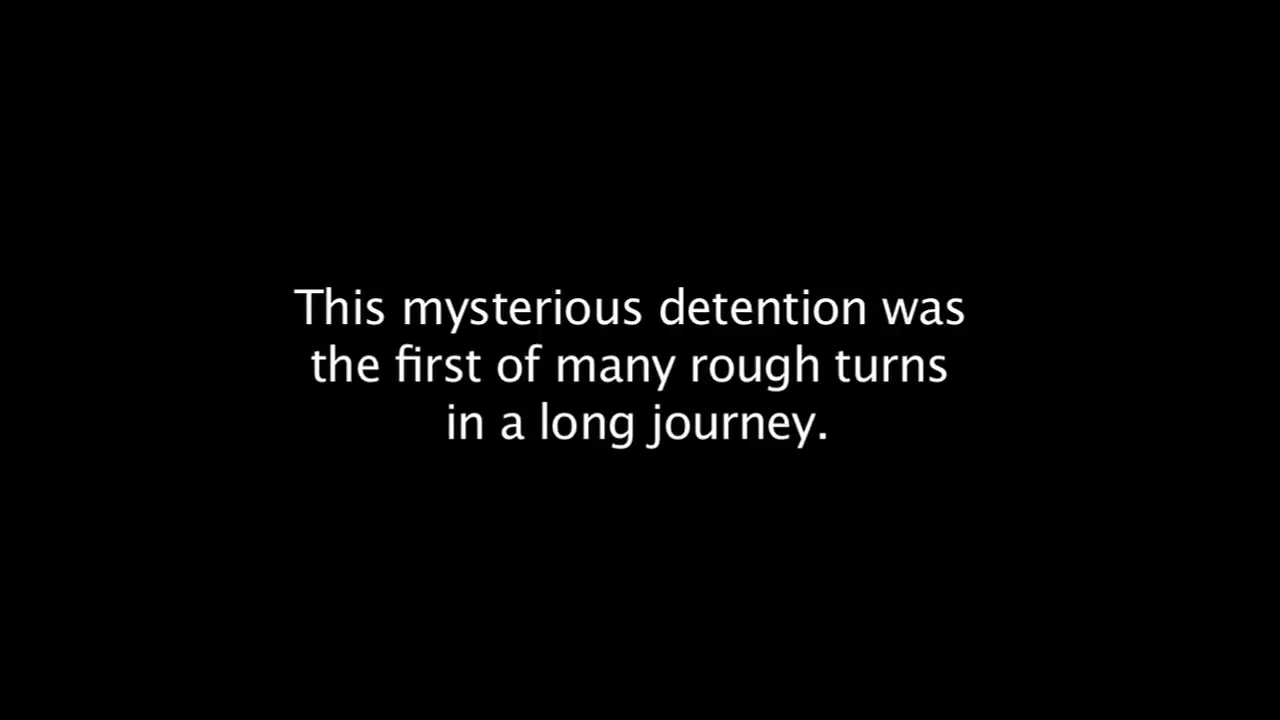 This mysterious detention was
the first of many rough turns
in a long journey.